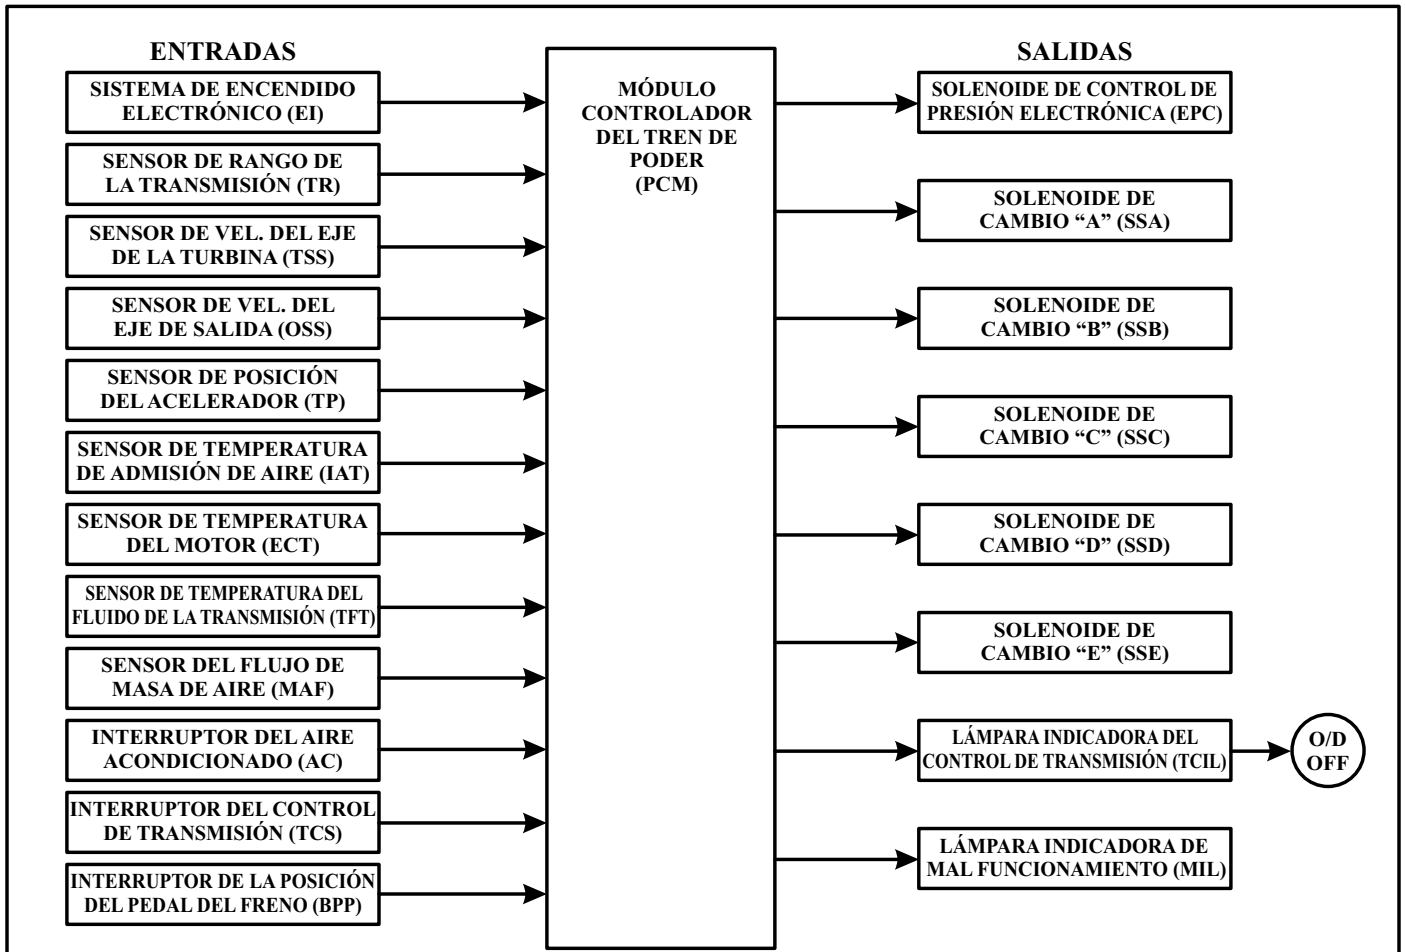 ENTRADAS
SISTEMA DE ENCENDIDO
ELECTRÓNICO (EI)
SENSOR DE RANGO DE
LA TRANSMISIÓN (TR)
SENSOR DE VEL. DEL EJE
DE LA TURBINA (TSS)
SENSOR DE VEL. DEL
EJE DE SALIDA (OSS)
SENSOR DE POSICIÓN
DEL ACELERADOR (TP)
SENSOR DE TEMPERATURA
DE ADMISIÓN DE AIRE (IAT)
SENSOR DE TEMPERATURA
DEL MOTOR (ECT)
SENSOR DE TEMPERATURA DEL
FLUIDO DE LA TRANSMISIÓN (TFT)
SENSOR DEL FLUJO DE
MASA DE AIRE (MAF)
INTERRUPTOR DEL AIRE
ACONDICIONADO (AC)
INTERRUPTOR DEL CONTROL
DE TRANSMISIÓN (TCS)
INTERRUPTOR DE LA POSICIÓN
DEL PEDAL DEL FRENO (BPP)
MÓDULO
CONTROLADOR
DEL TREN DE
PODER
(PCM)
SALIDAS
SOLENOIDE DE CONTROL DE
PRESIÓN ELECTRÓNICA (EPC)
SOLENOIDE DE
CAMBIO “A” (SSA)
SOLENOIDE DE
CAMBIO “B” (SSB)
SOLENOIDE DE
CAMBIO “C” (SSC)
SOLENOIDE DE
CAMBIO “D” (SSD)
SOLENOIDE DE
CAMBIO “E” (SSE)
LÁMPARA INDICADORA DEL
CONTROL DE TRANSMISIÓN (TCIL)
O/D
OFF
LÁMPARA INDICADORA DE
MAL FUNCIONAMIENTO (MIL)